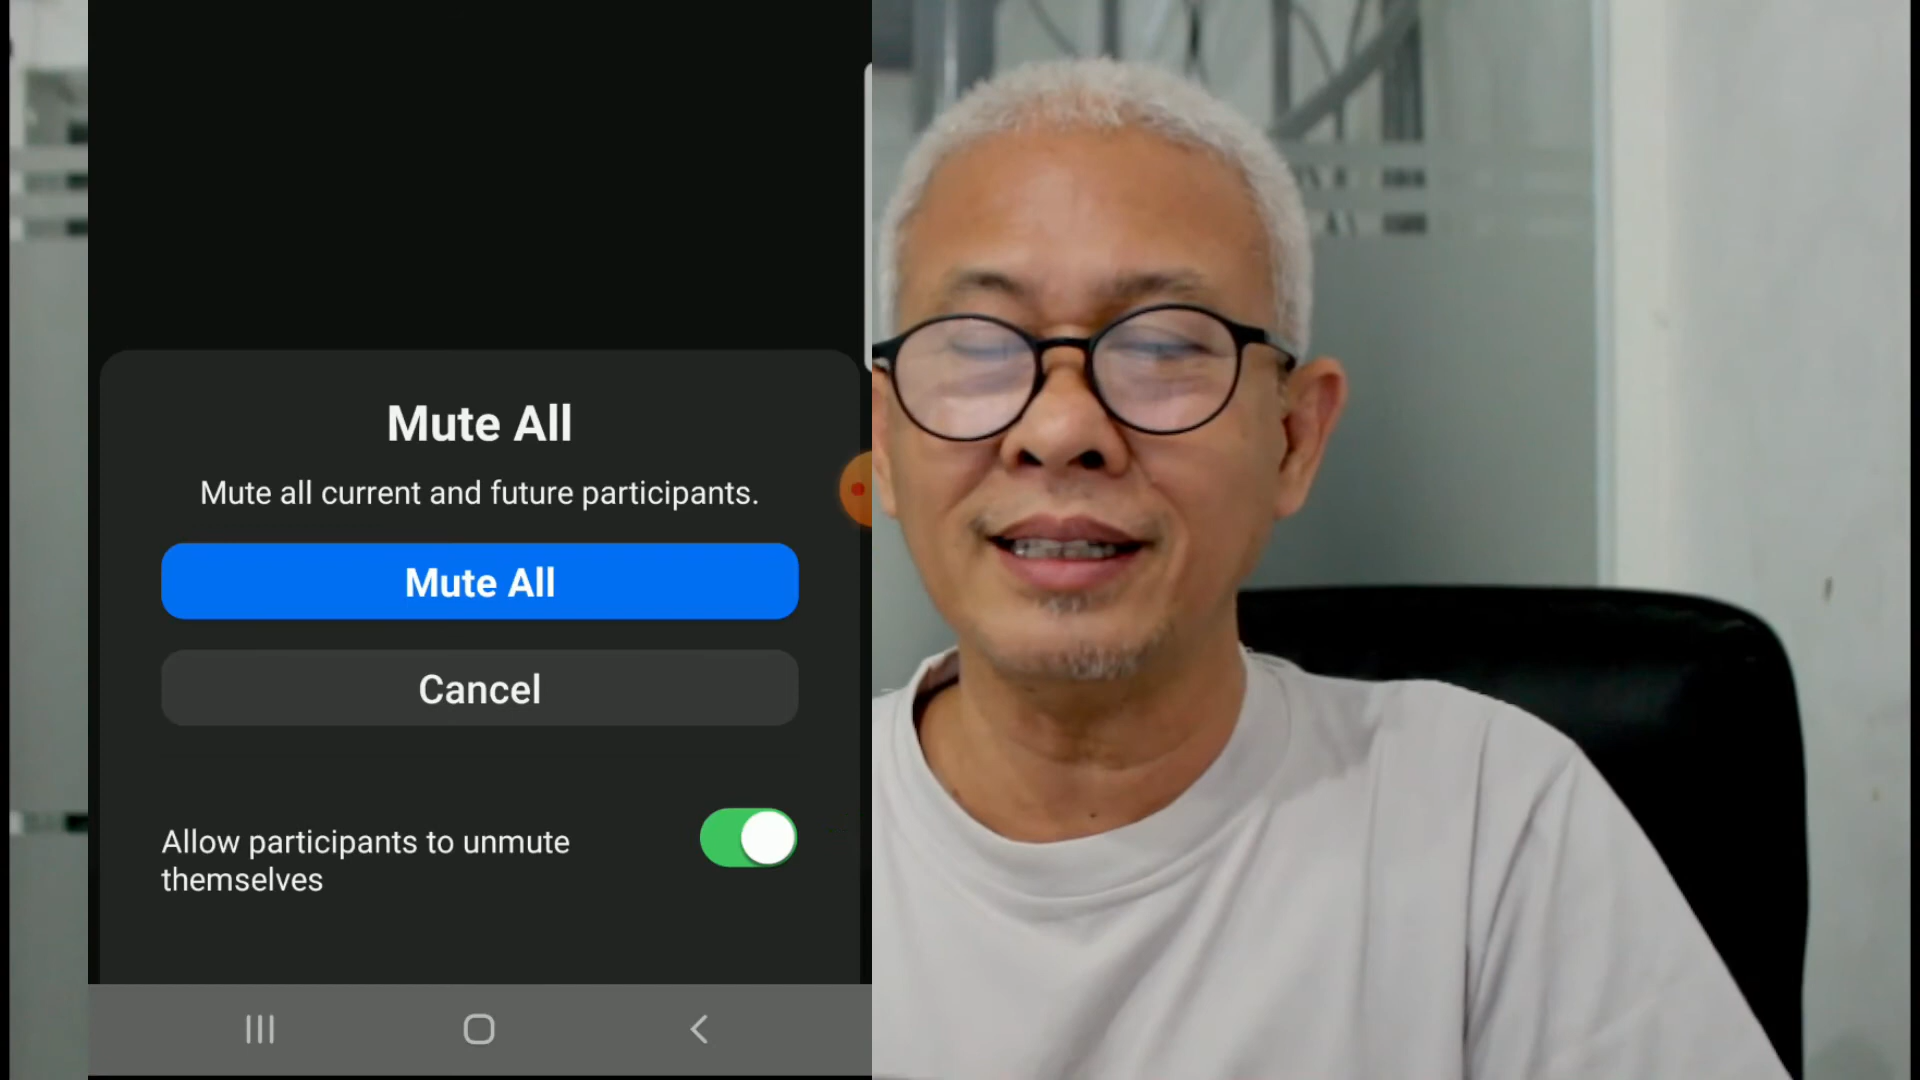 Mute All
Mute all current and future participants.
Mute All
Cancel
Allow participants to unmute
themselves